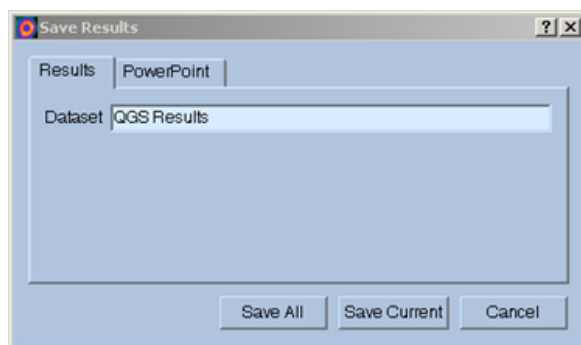 Save Results
Results PowerPoint
Dataset QGS Results
Save All Save Current Cancel